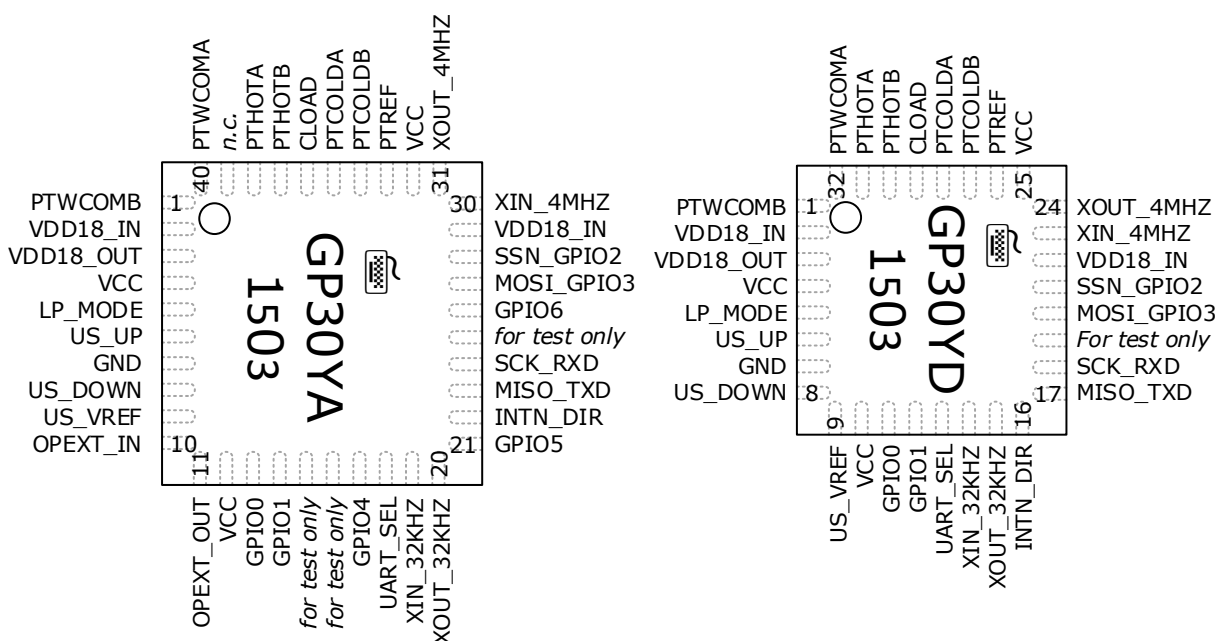 PTWCOMA
n.c.
PTHOTA
PTHOTB
CLOAD
PTCOLDA
PTCOLDB
PTREF
VCC
XOUT_4MHZ
40
31
PTWCOMB
VDD18_IN
VDD18_OUT
VCC
LP_MODE
US_UP
GND
US_DOWN
US_VREF
OPEXT_IN
1
10
GP30YA
1503
30
21
XIN_4MHZ
VDD18_IN
SSN_GPIO2
MOSI_GPIO3
GPIO6
for test only
SCK_RXD
MISO_TXD
INTN_DIR
GPIO5
11
20
OPEXT_OUT
VCC
GPIO0
GPIO1
for test only
for test only
GPIO4
UART_SEL
XIN_32KHZ
XOUT_32KHZ
PTWCOMA
PTHOTA
PTHOTB
CLOAD
PTCOLDA
PTCOLDB
PTREF
VCC
32
25
PTWCOMB
VDD18_IN
VDD18_OUT
VCC
LP_MODE
US_UP
GND
US_DOWN
1
8
GP30YD
1503
24
17
XOUT_4MHZ
XIN_4MHZ
VDD18_IN
SSN_GPIO2
MOSI_GPIO3
For test only
SCK_RXD
MISO_TXD
9
16
US_VREF
VCC
GPIO0
GPIO1
UART_SEL
XIN_32KHZ
XOUT_32KHZ
INTN_DIR